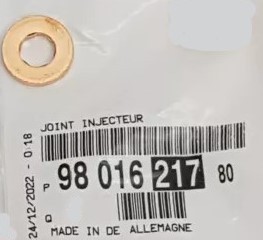 JOINT INJECTEUR
24/12/2022 - 0:18
P 98 016 217 80
Q
MADE IN DE ALLEMAGNE